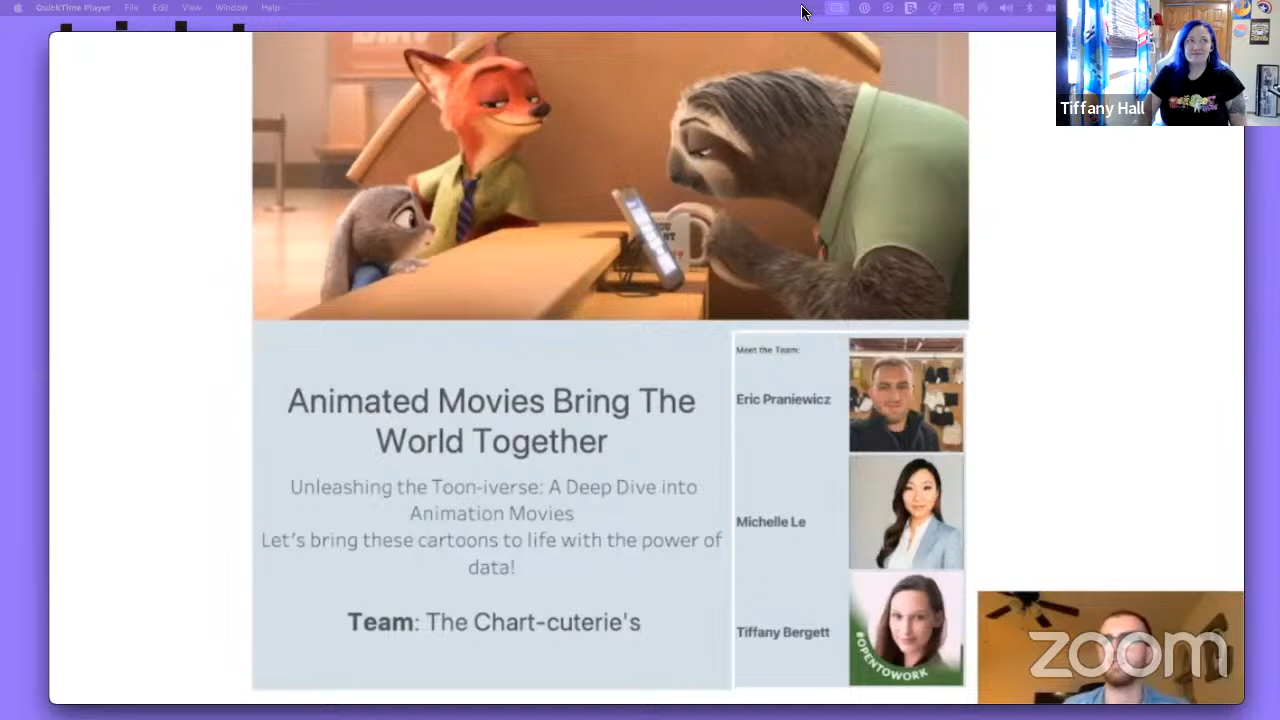 QuickTime Player File Edit View Window Help
Tiffany Hall
Meet the Team:
Animated Movies Bring The
World Together
Eric Praniewicz
Unleashing the Toon-iverse: A Deep Dive into
Animation Movies
Let's bring these cartoons to life with the power of
data!
Michelle Le
Team: The Chart-cuterie's
Tiffany Bergett
#OPENTOWORK
zoom